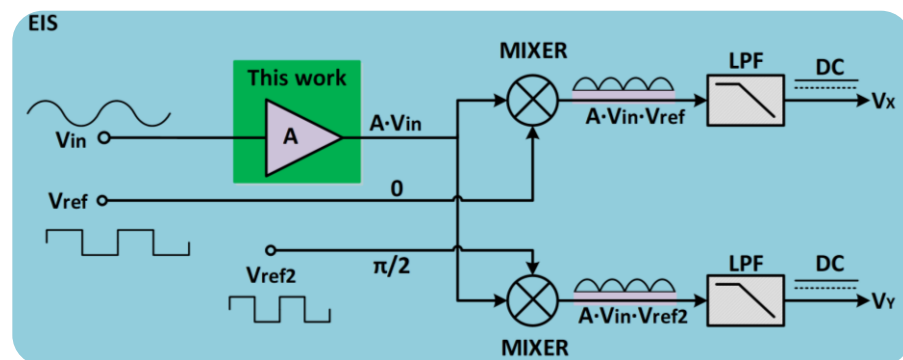 EIS
MIXER
This work
LPF
DC
A
A·Vin
Vin
A·Vin·Vref
VX
Vref
0
Vref2
π/2
LPF
DC
A·Vin·Vref2
VY
MIXER